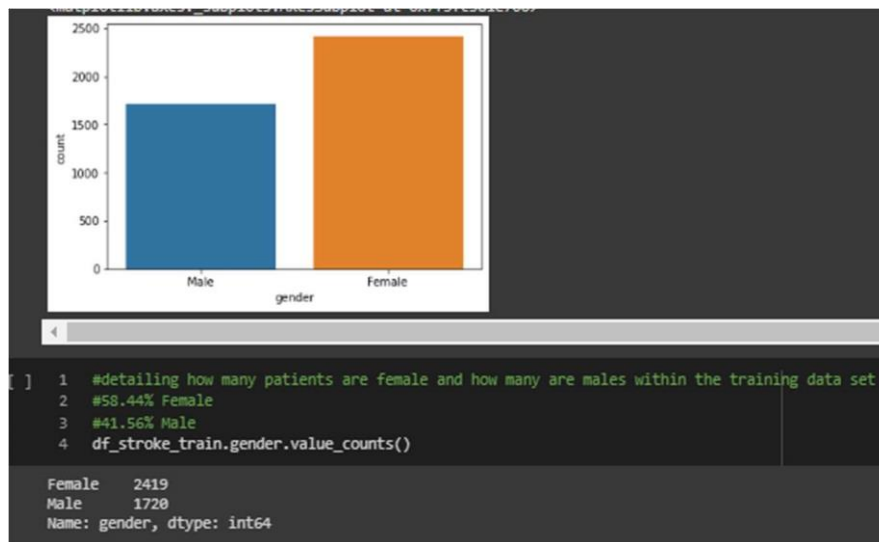 2500
2000
1500
1000
500
0
count
Male Female
gender
[ ] 1 #detailing how many patients are female and how many are males within the training data set
2 #58.44% Female
3 #41.56% Male
4 df_stroke_train.gender.value_counts()
Female 2419
Male 1720
Name: gender, dtype: int64